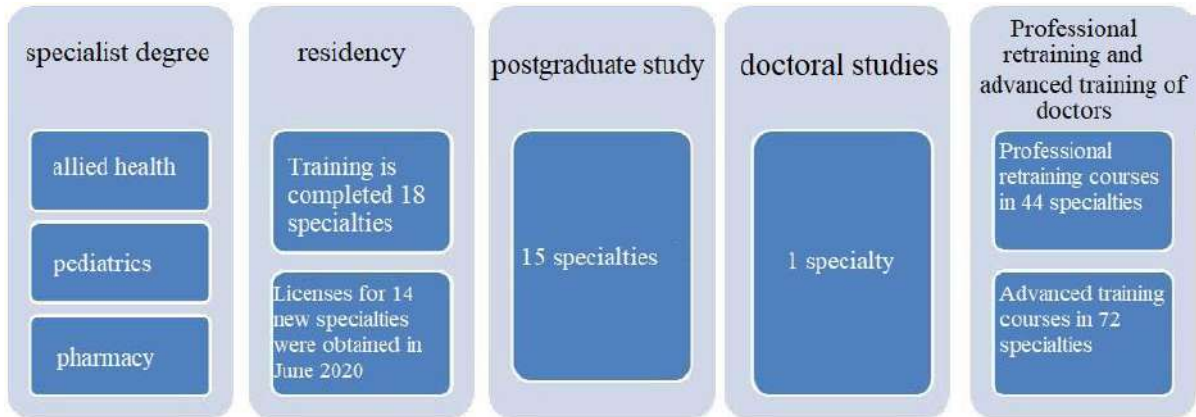 specialist degree
allied health
pediatrics
pharmacy
residency
Training is
completed 18
specialties
Licenses for 14
new specialties
were obtained in
June 2020
postgraduate study
15 specialties
doctoral studies
1 specialty
Professional
retraining and
advanced training of
doctors
Professional
retraining courses
in 44 specialties
Advanced training
courses in 72
specialties